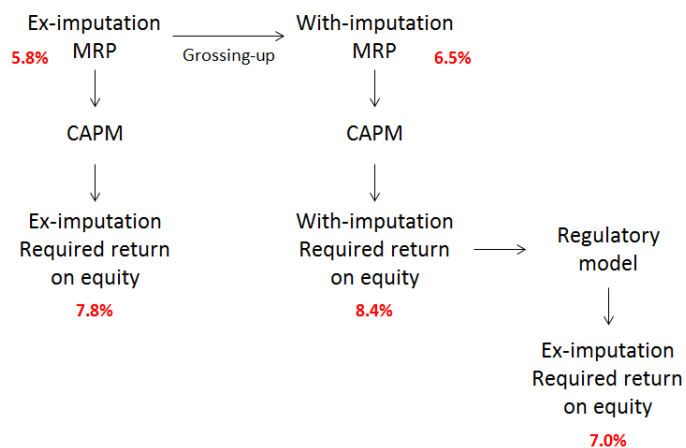 Ex-imputation
MRP
5.8%
Grossing-up
With-imputation
MRP
6.5%
CAPM
CAPM
Ex-imputation
Required return
on equity
7.8%
With-imputation
Required return
on equity
8.4%
Regulatory
model
Ex-imputation
Required return
on equity
7.0%